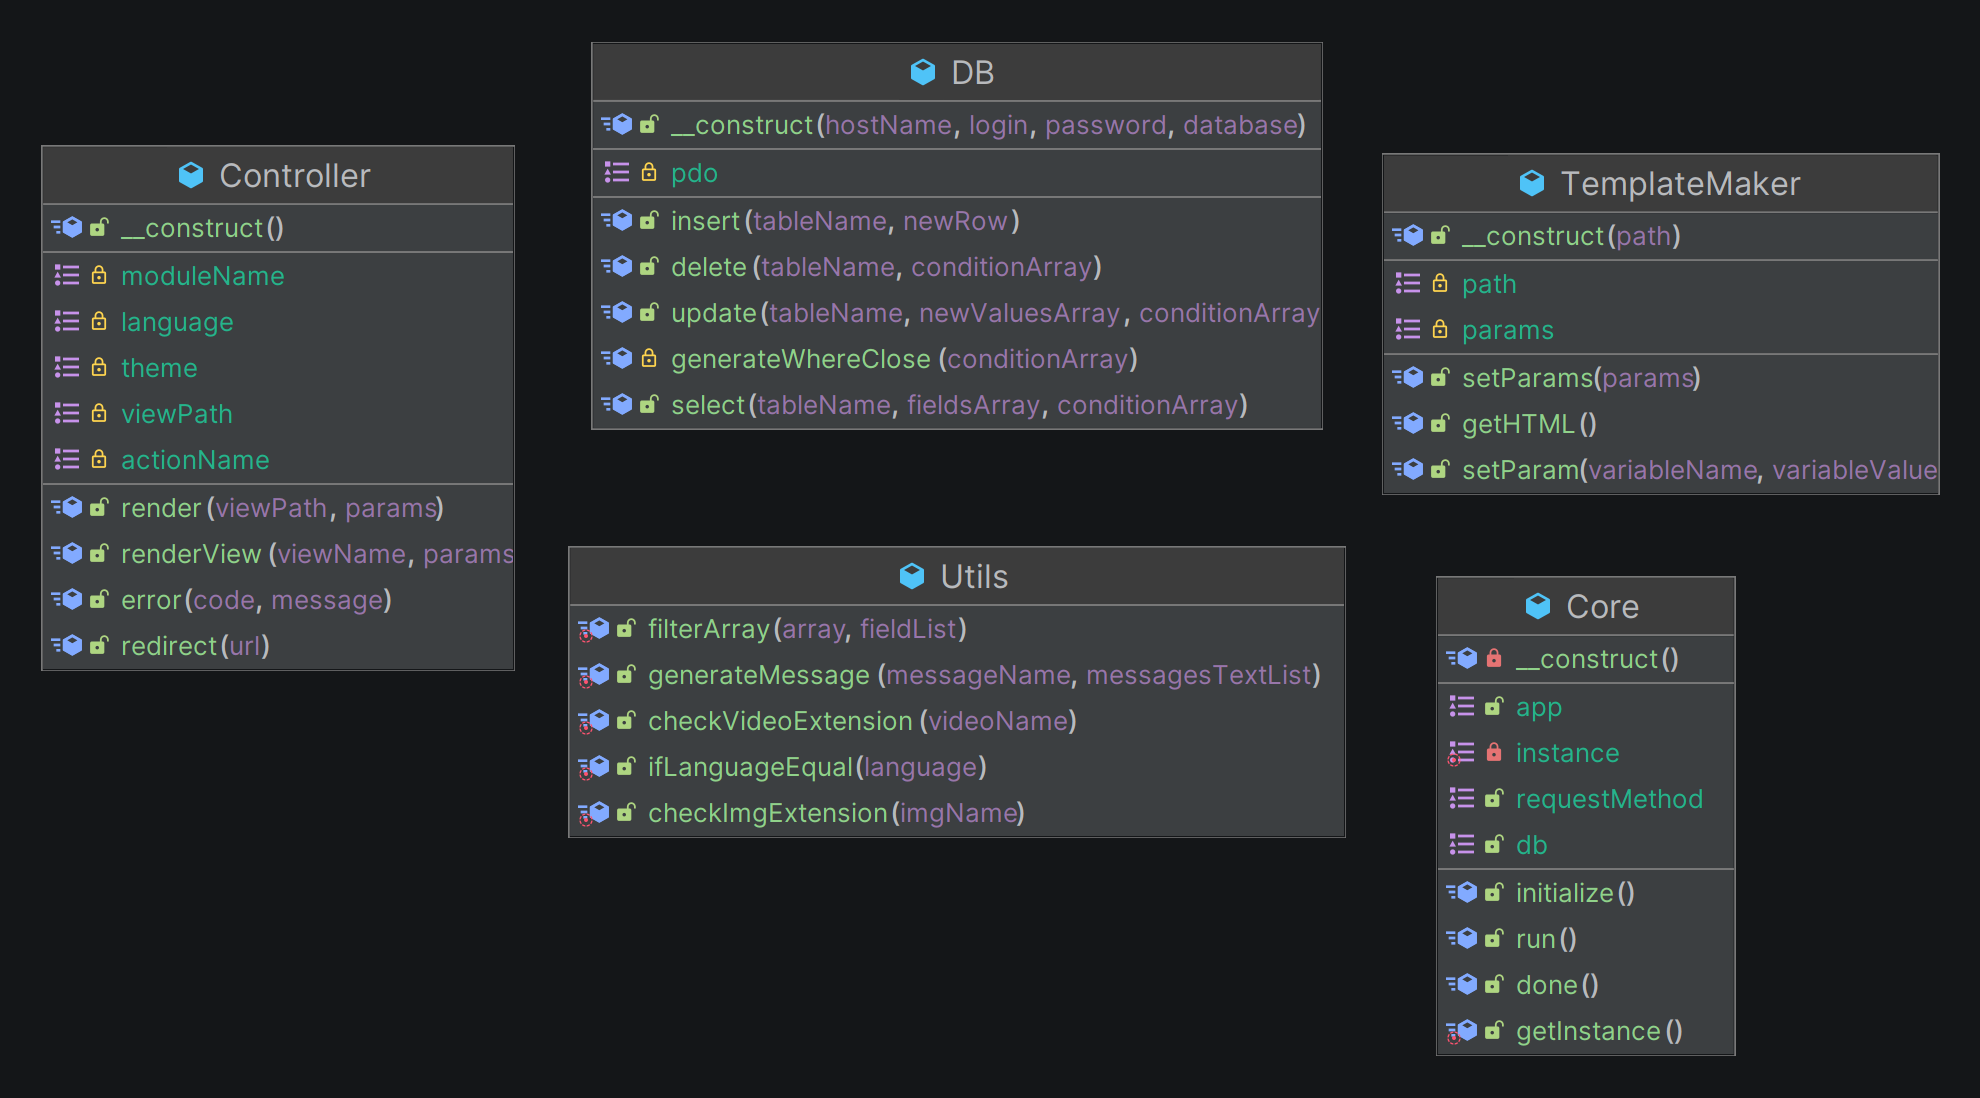 Controller
__construct()
moduleName
language
theme
viewPath
actionName
render(viewPath, params)
renderView(viewName, params
error(code, message)
redirect(url)
DB
__construct(hostName, login, password, database)
pdo
insert(tableName, newRow)
delete(tableName, conditionArray)
update(tableName, newValuesArray, conditionArray
generateWhereClose(conditionArray)
select(tableName, fieldsArray, conditionArray)
TemplateMaker
__construct(path)
path
params
setParams(params)
getHTML()
setParam(variableName, variableValue
Utils
filterArray(array, fieldList)
generateMessage(messageName, messagesTextList)
checkVideoExtension(videoName)
ifLanguageEqual(language)
checkImgExtension(imgName)
Core
__construct()
app
instance
requestMethod
db
initialize()
run()
done()
getInstance()